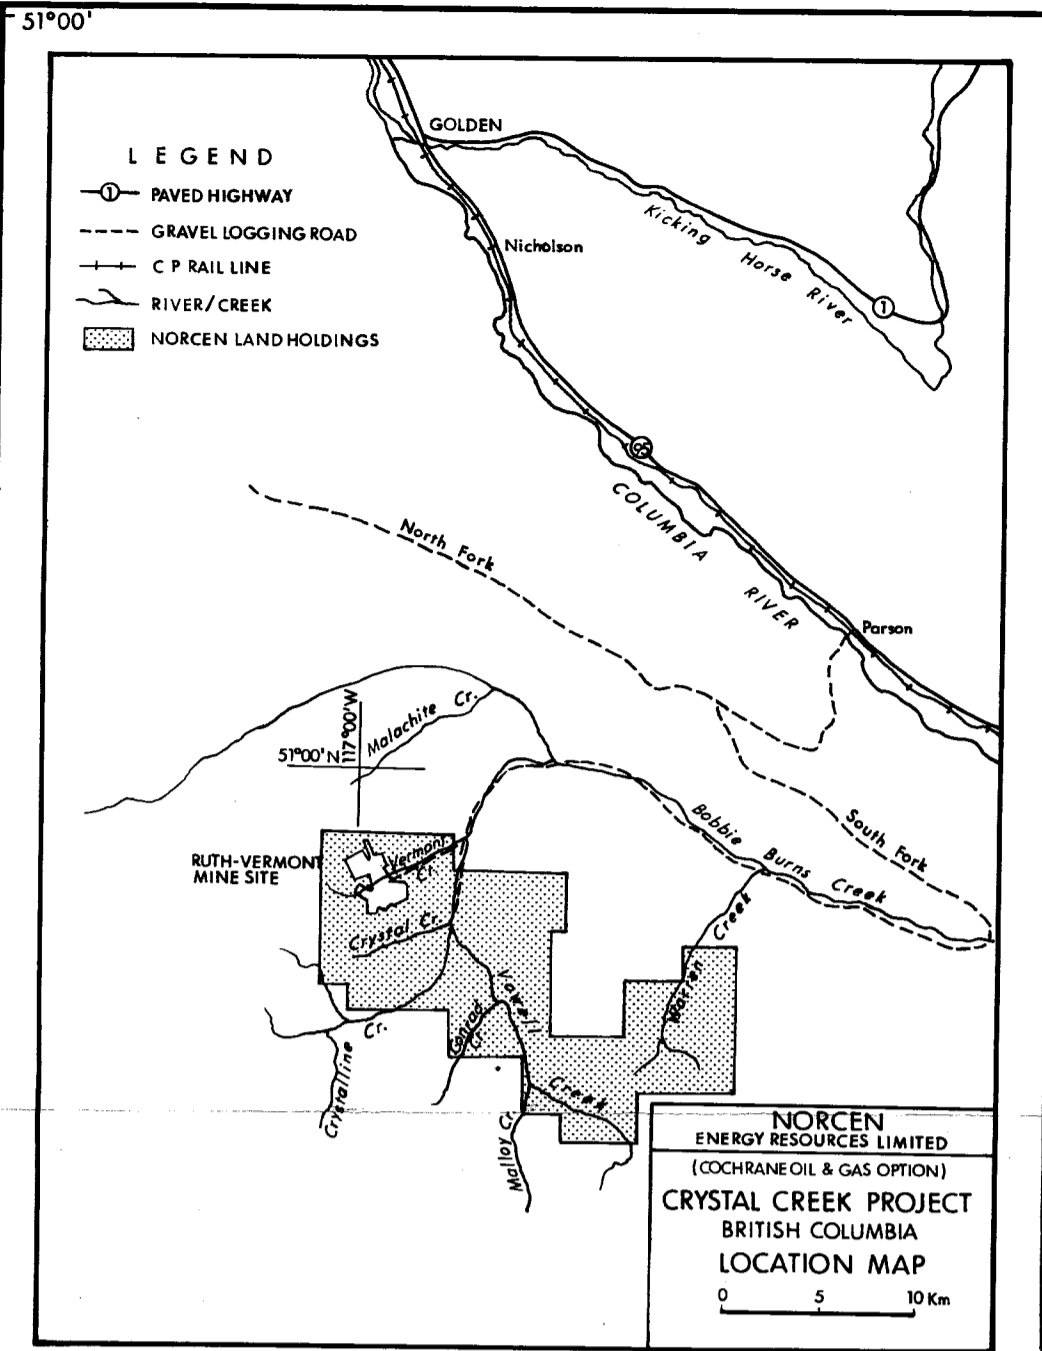 51°00'
GOLDEN
LEGEND
1 PAVED HIGHWAY
GRAVEL LOGGING ROAD
C P RAIL LINE
RIVER/CREEK
NORCEN LAND HOLDINGS
Nicholson
Kicking Horse River
1
95
COLUMBIA RIVER
North Fork
Parson
Malachite Cr.
117°00'W
51°00'N
Bobbie Burns Creek
South Fork
RUTH-VERMONT
MINE SITE
Vermont
Cr.
Crystal Cr.
Warren Creek
Vowell Creek
Conrad
Cr.
Crystalline Cr.
Malloy Cr.
NORCEN
ENERGY RESOURCES LIMITED
(COCHRANE OIL & GAS OPTION)
CRYSTAL CREEK PROJECT
BRITISH COLUMBIA
LOCATION MAP
0 5 10 Km